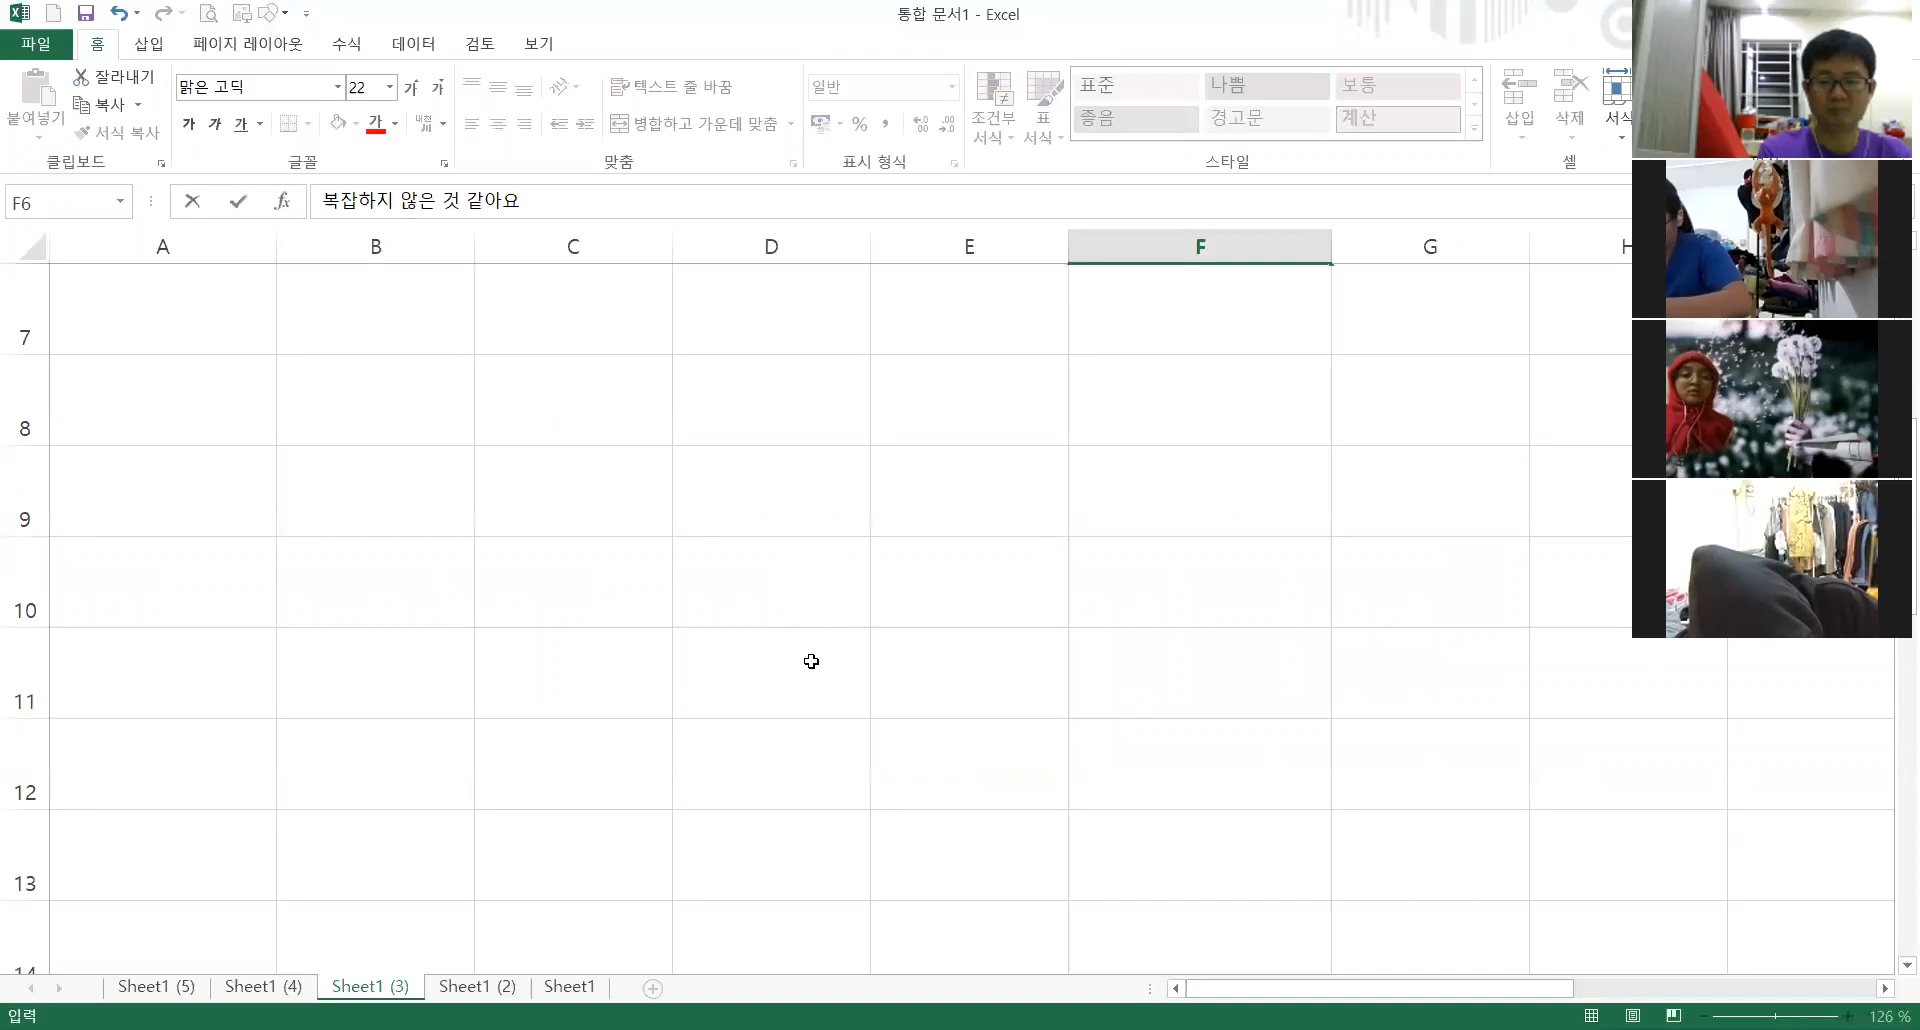 통합 문서1 - Excel
파일 홈 삽입 페이지 레이아웃 수식 데이터 검토 보기
붙여넣기
잘라내기
복사
서식 복사
클립보드
맑은 고딕 22 가 가
가 가 가 가 내천
글꼴
텍스트 줄 바꿈
병합하고 가운데 맞춤
맞춤
일반
% ,
표시 형식
조건부
서식
표
서식
표준 나쁨 보통
좋음 경고문 계산
스타일
삽입 삭제 서식
셀
F6 fx 복잡하지 않은 것 같아요
A B C D E F G H
7
8
9
10
11
12
13
14
Sheet1 (5) Sheet1 (4) Sheet1 (3) Sheet1 (2) Sheet1
입력 126 %